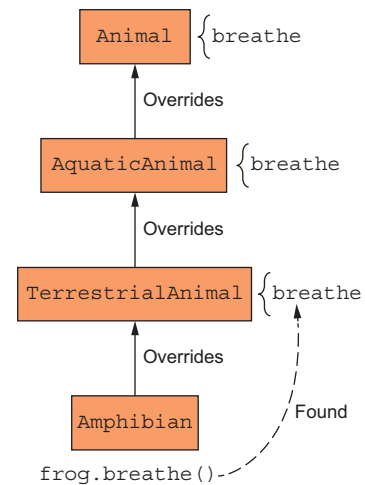 Animal { breathe
Overrides
AquaticAnimal { breathe
Overrides
TerrestrialAnimal { breathe
Overrides
Found
Amphibian
frog.breathe()